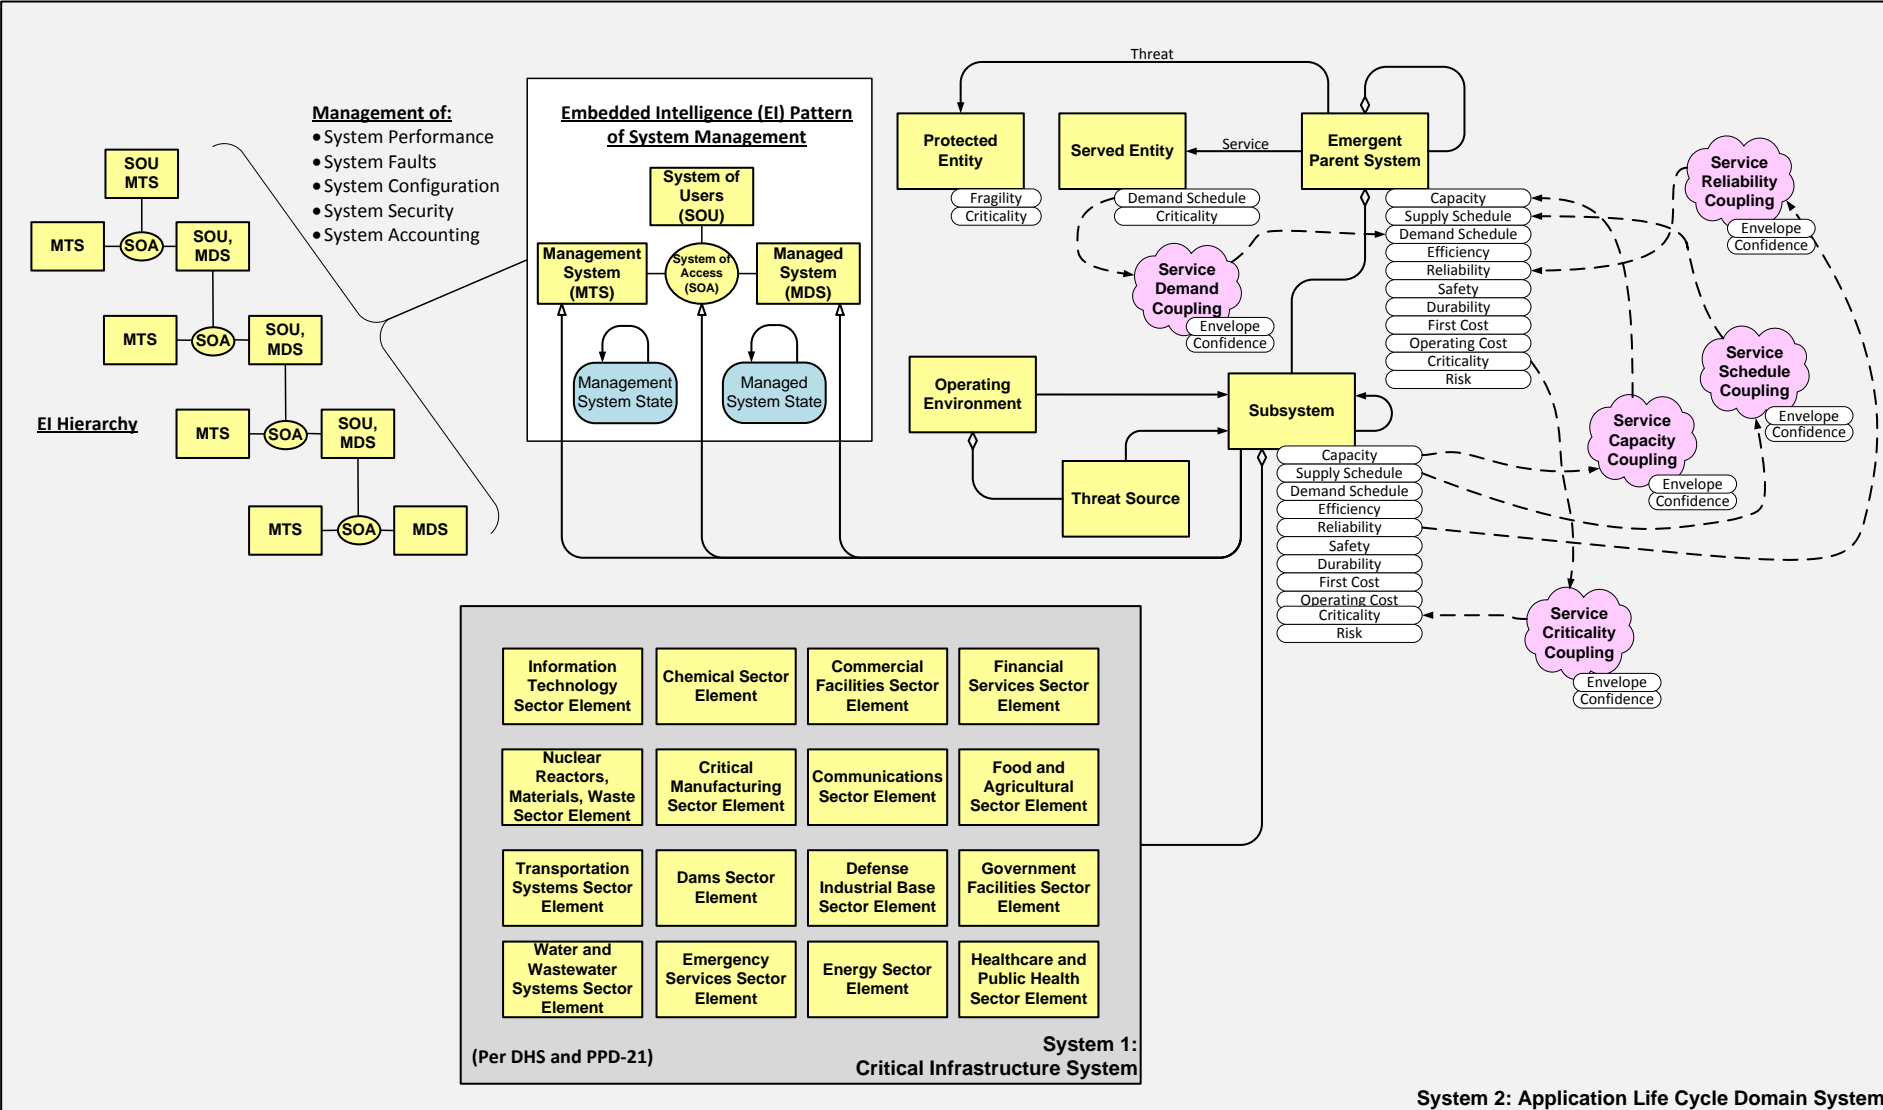 Management of:
• System Performance
• System Faults
• System Configuration
• System Security
• System Accounting
SOU
MTS
MTS
SOA
SOU,
MDS
MTS
SOA
SOU,
MDS
MTS
SOA
SOU,
MDS
MTS
SOA
MDS
EI Hierarchy
Embedded Intelligence (EI) Pattern
of System Management
System of
Users
(SOU)
Management
System
(MTS)
System of
Access
(SOA)
Managed
System
(MDS)
Management
System State
Managed
System State
Threat
Protected
Entity
Fragility
Criticality
Served Entity
Demand Schedule
Criticality
Service
Emergent
Parent System
Capacity
Supply Schedule
Demand Schedule
Efficiency
Reliability
Safety
Durability
First Cost
Operating Cost
Criticality
Risk
Service
Demand
Coupling
Envelope
Confidence
Service
Reliability
Coupling
Envelope
Confidence
Service
Schedule
Coupling
Envelope
Confidence
Service
Capacity
Coupling
Envelope
Confidence
Operating
Environment
Threat Source
Subsystem
Capacity
Supply Schedule
Demand Schedule
Efficiency
Reliability
Safety
Durability
First Cost
Operating Cost
Criticality
Risk
Service
Criticality
Coupling
Envelope
Confidence
Information
Technology
Sector Element
Chemical Sector
Element
Commercial
Facilities Sector
Element
Financial
Services Sector
Element
Nuclear
Reactors,
Materials, Waste
Sector Element
Critical
Manufacturing
Sector Element
Communications
Sector Element
Food and
Agricultural
Sector Element
Transportation
Systems Sector
Element
Dams Sector
Element
Defense
Industrial Base
Sector Element
Government
Facilities Sector
Element
Water and
Wastewater
Systems Sector
Element
Emergency
Services Sector
Element
Energy Sector
Element
Healthcare and
Public Health
Sector Element
(Per DHS and PPD-21)
System 1:
Critical Infrastructure System
System 2: Application Life Cycle Domain System